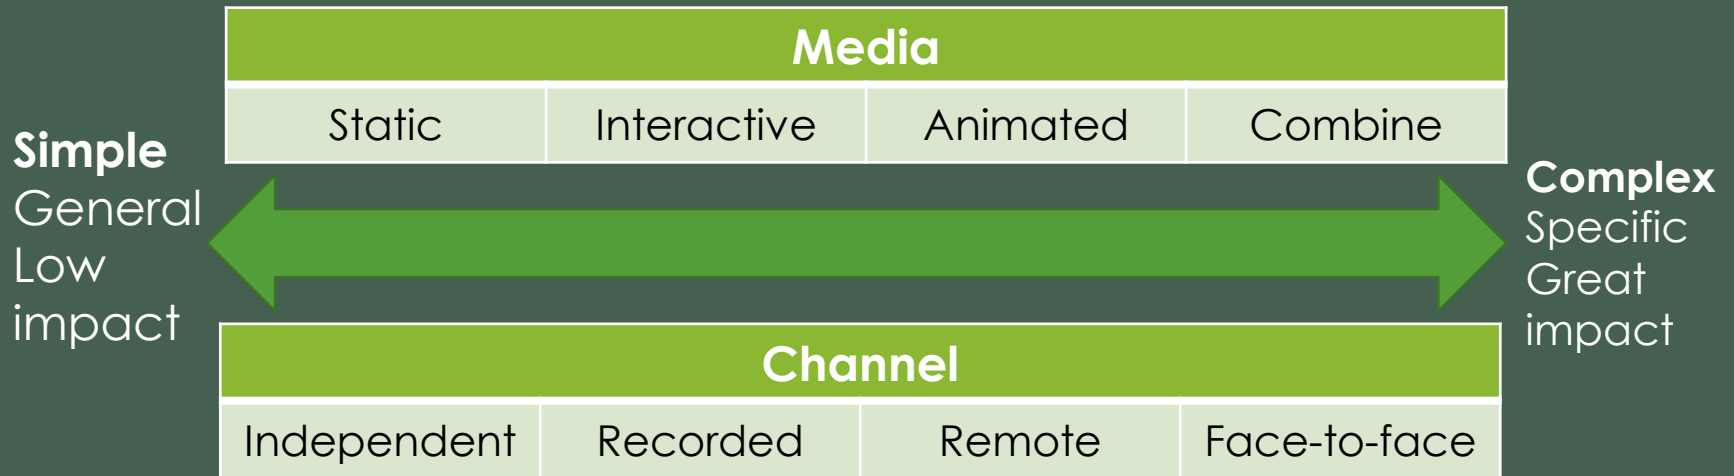 Media
Static Interactive Animated Combine
Simple
General
Low
impact
Complex
Specific
Great
impact
Channel
Independent Recorded Remote Face-to-face